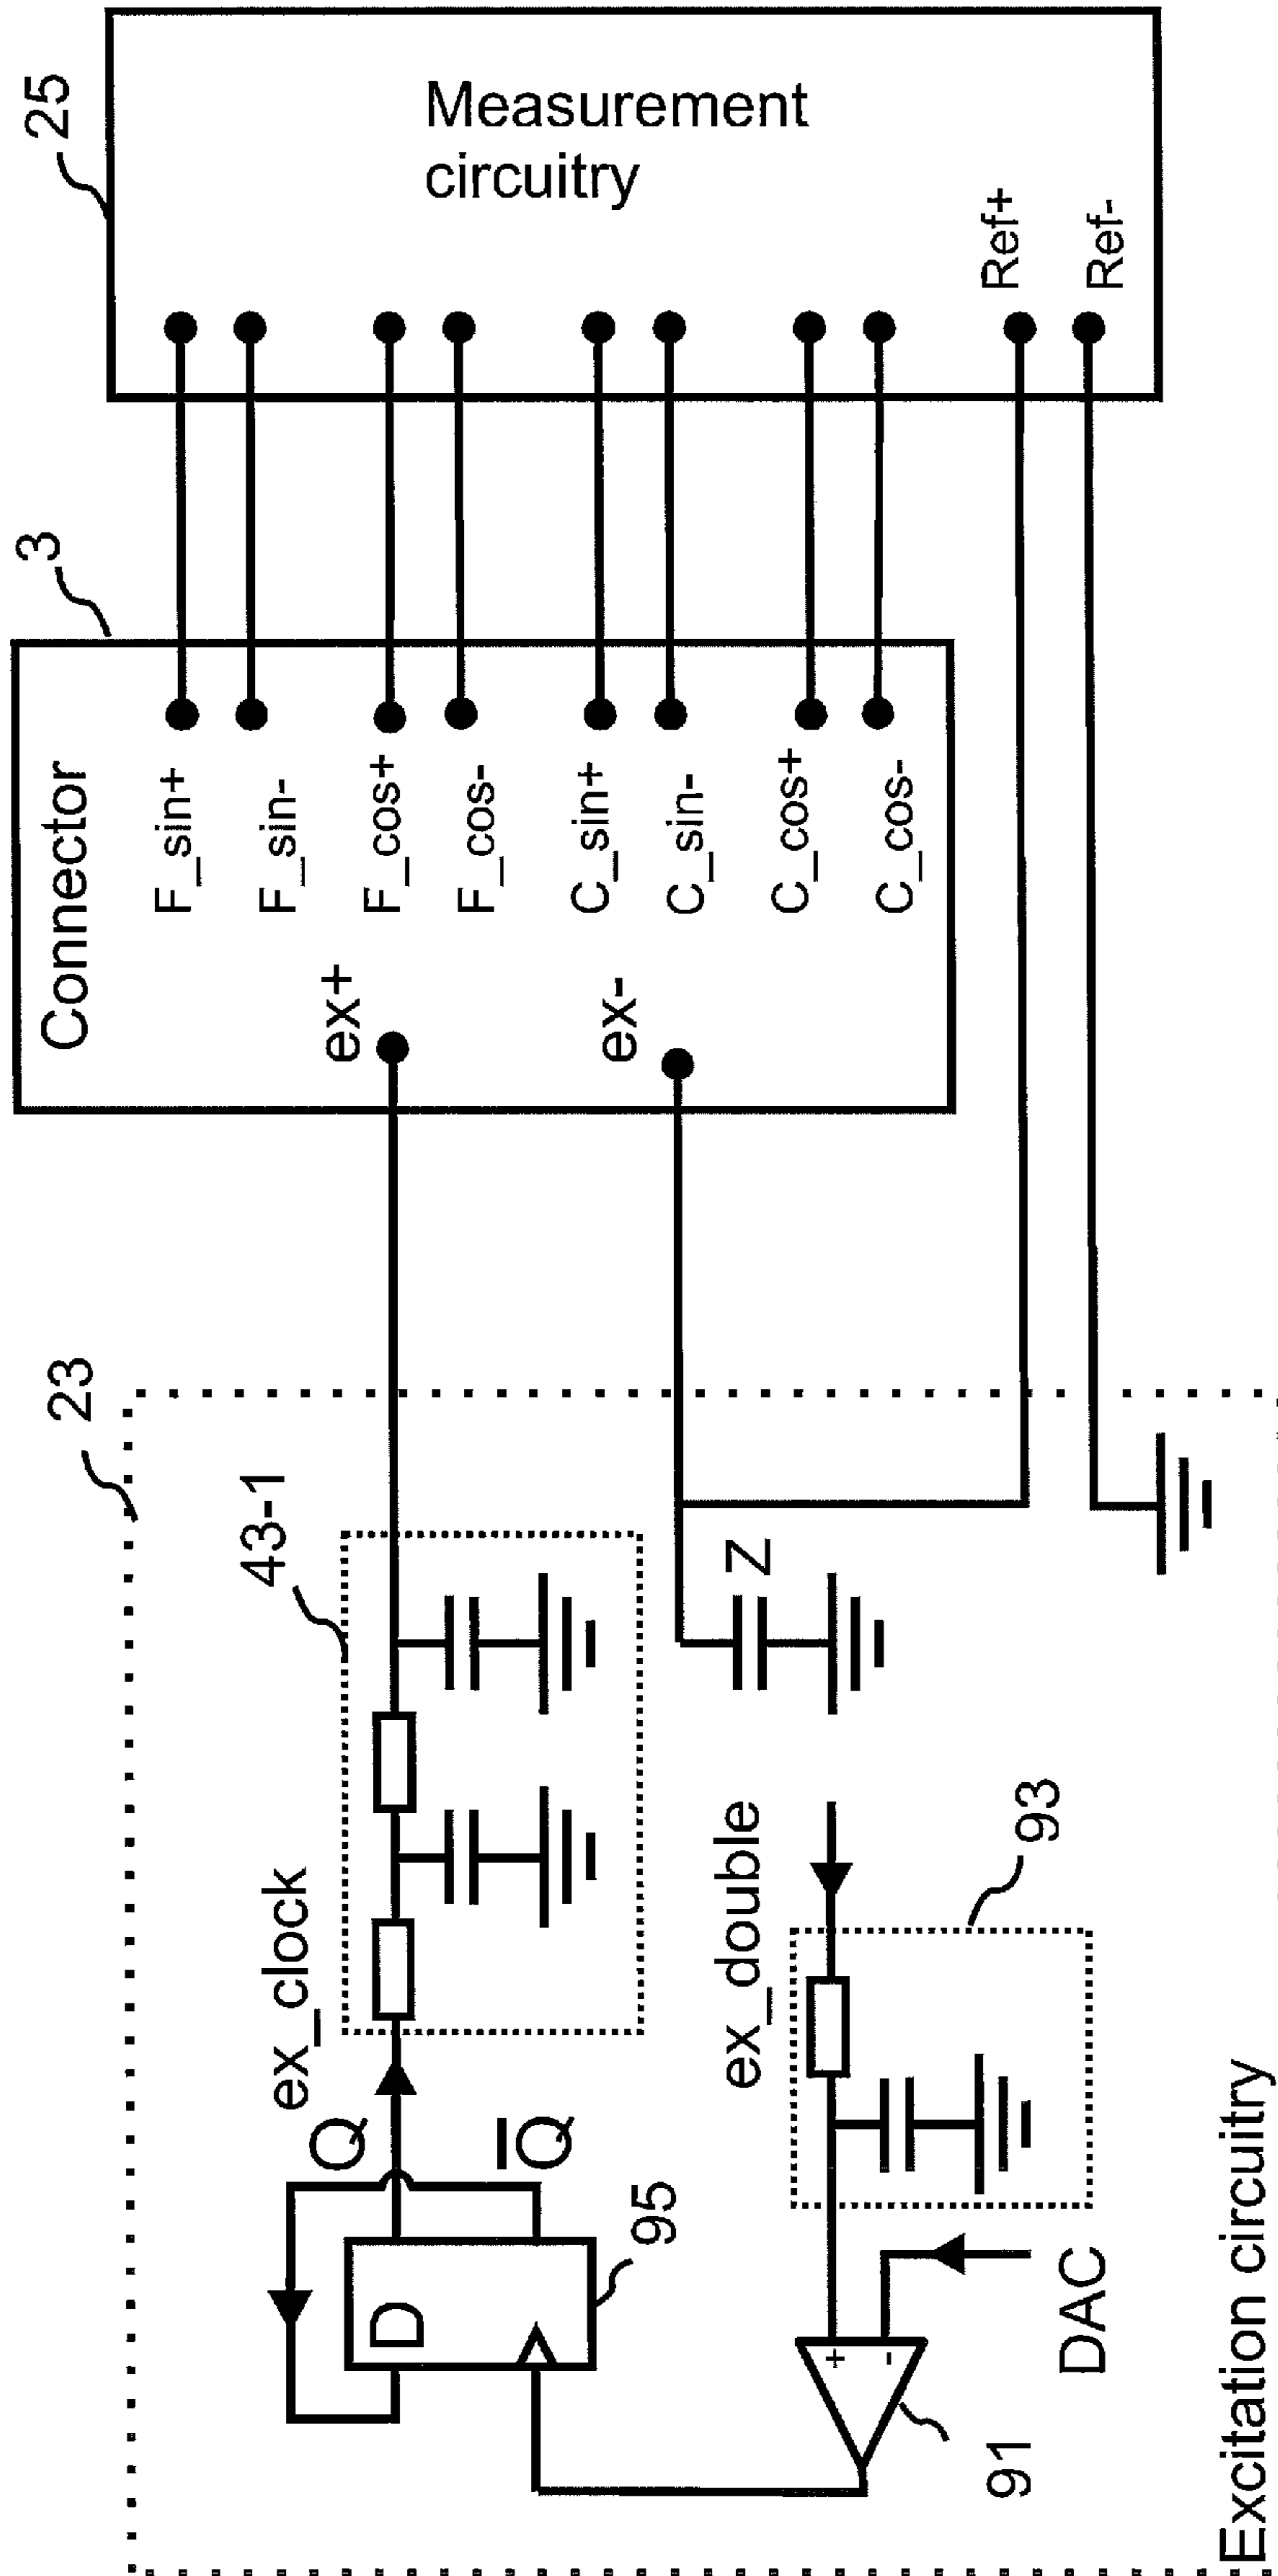 23
Excitation circuitry
ex_clock
43-1
Q
Q̅
D
95
ex_double
Z
93
+
-
91
DAC
3
Connector
ex+
ex-
F_sin+
F_sin-
F_cos+
F_cos-
C_sin+
C_sin-
C_cos+
C_cos-
25
Measurement
circuitry
Ref+
Ref-